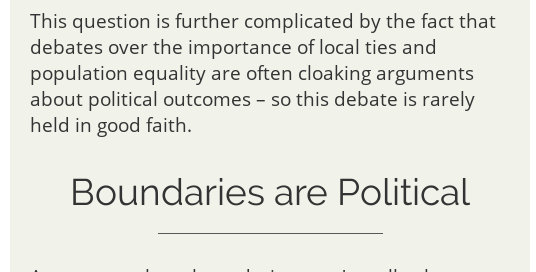 This question is further complicated by the fact that
debates over the importance of local ties and
population equality are often cloaking arguments
about political outcomes – so this debate is rarely
held in good faith.
Boundaries are Political